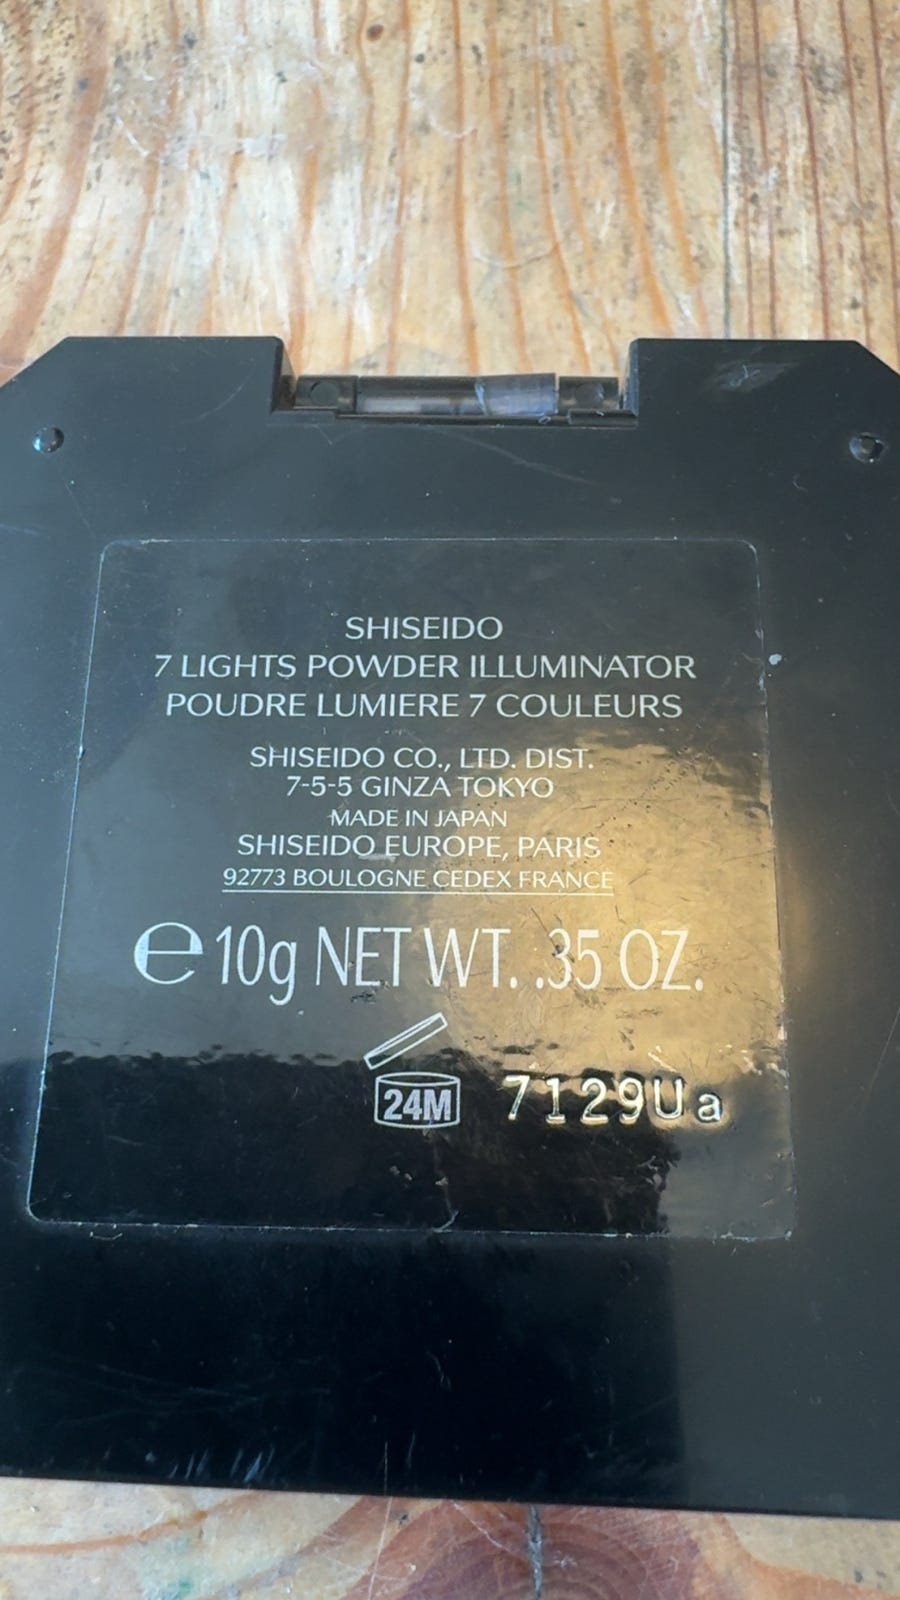 SHISEIDO
7 LIGHTS POWDER ILLUMINATOR
POUDRE LUMIERE 7 COULEURS
SHISEIDO CO., LTD. DIST.
7-5-5 GINZA TOKYO
MADE IN JAPAN
SHISEIDO EUROPE, PARIS
92773 BOULOGNE CEDEX FRANCE
℮ 10g NET WT. .35 OZ.
24M 7129Ua